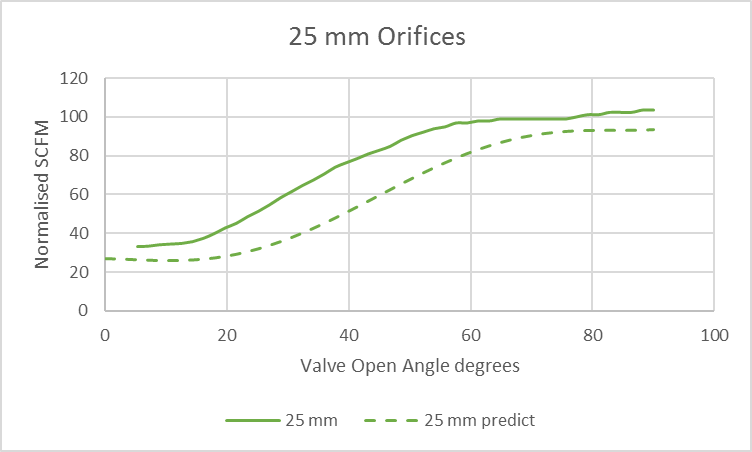 25 mm Orifices
120
100
80
60
40
20
0
Normalised SCFM
0 20 40 60 80 100
Valve Open Angle degrees
25 mm 25 mm predict